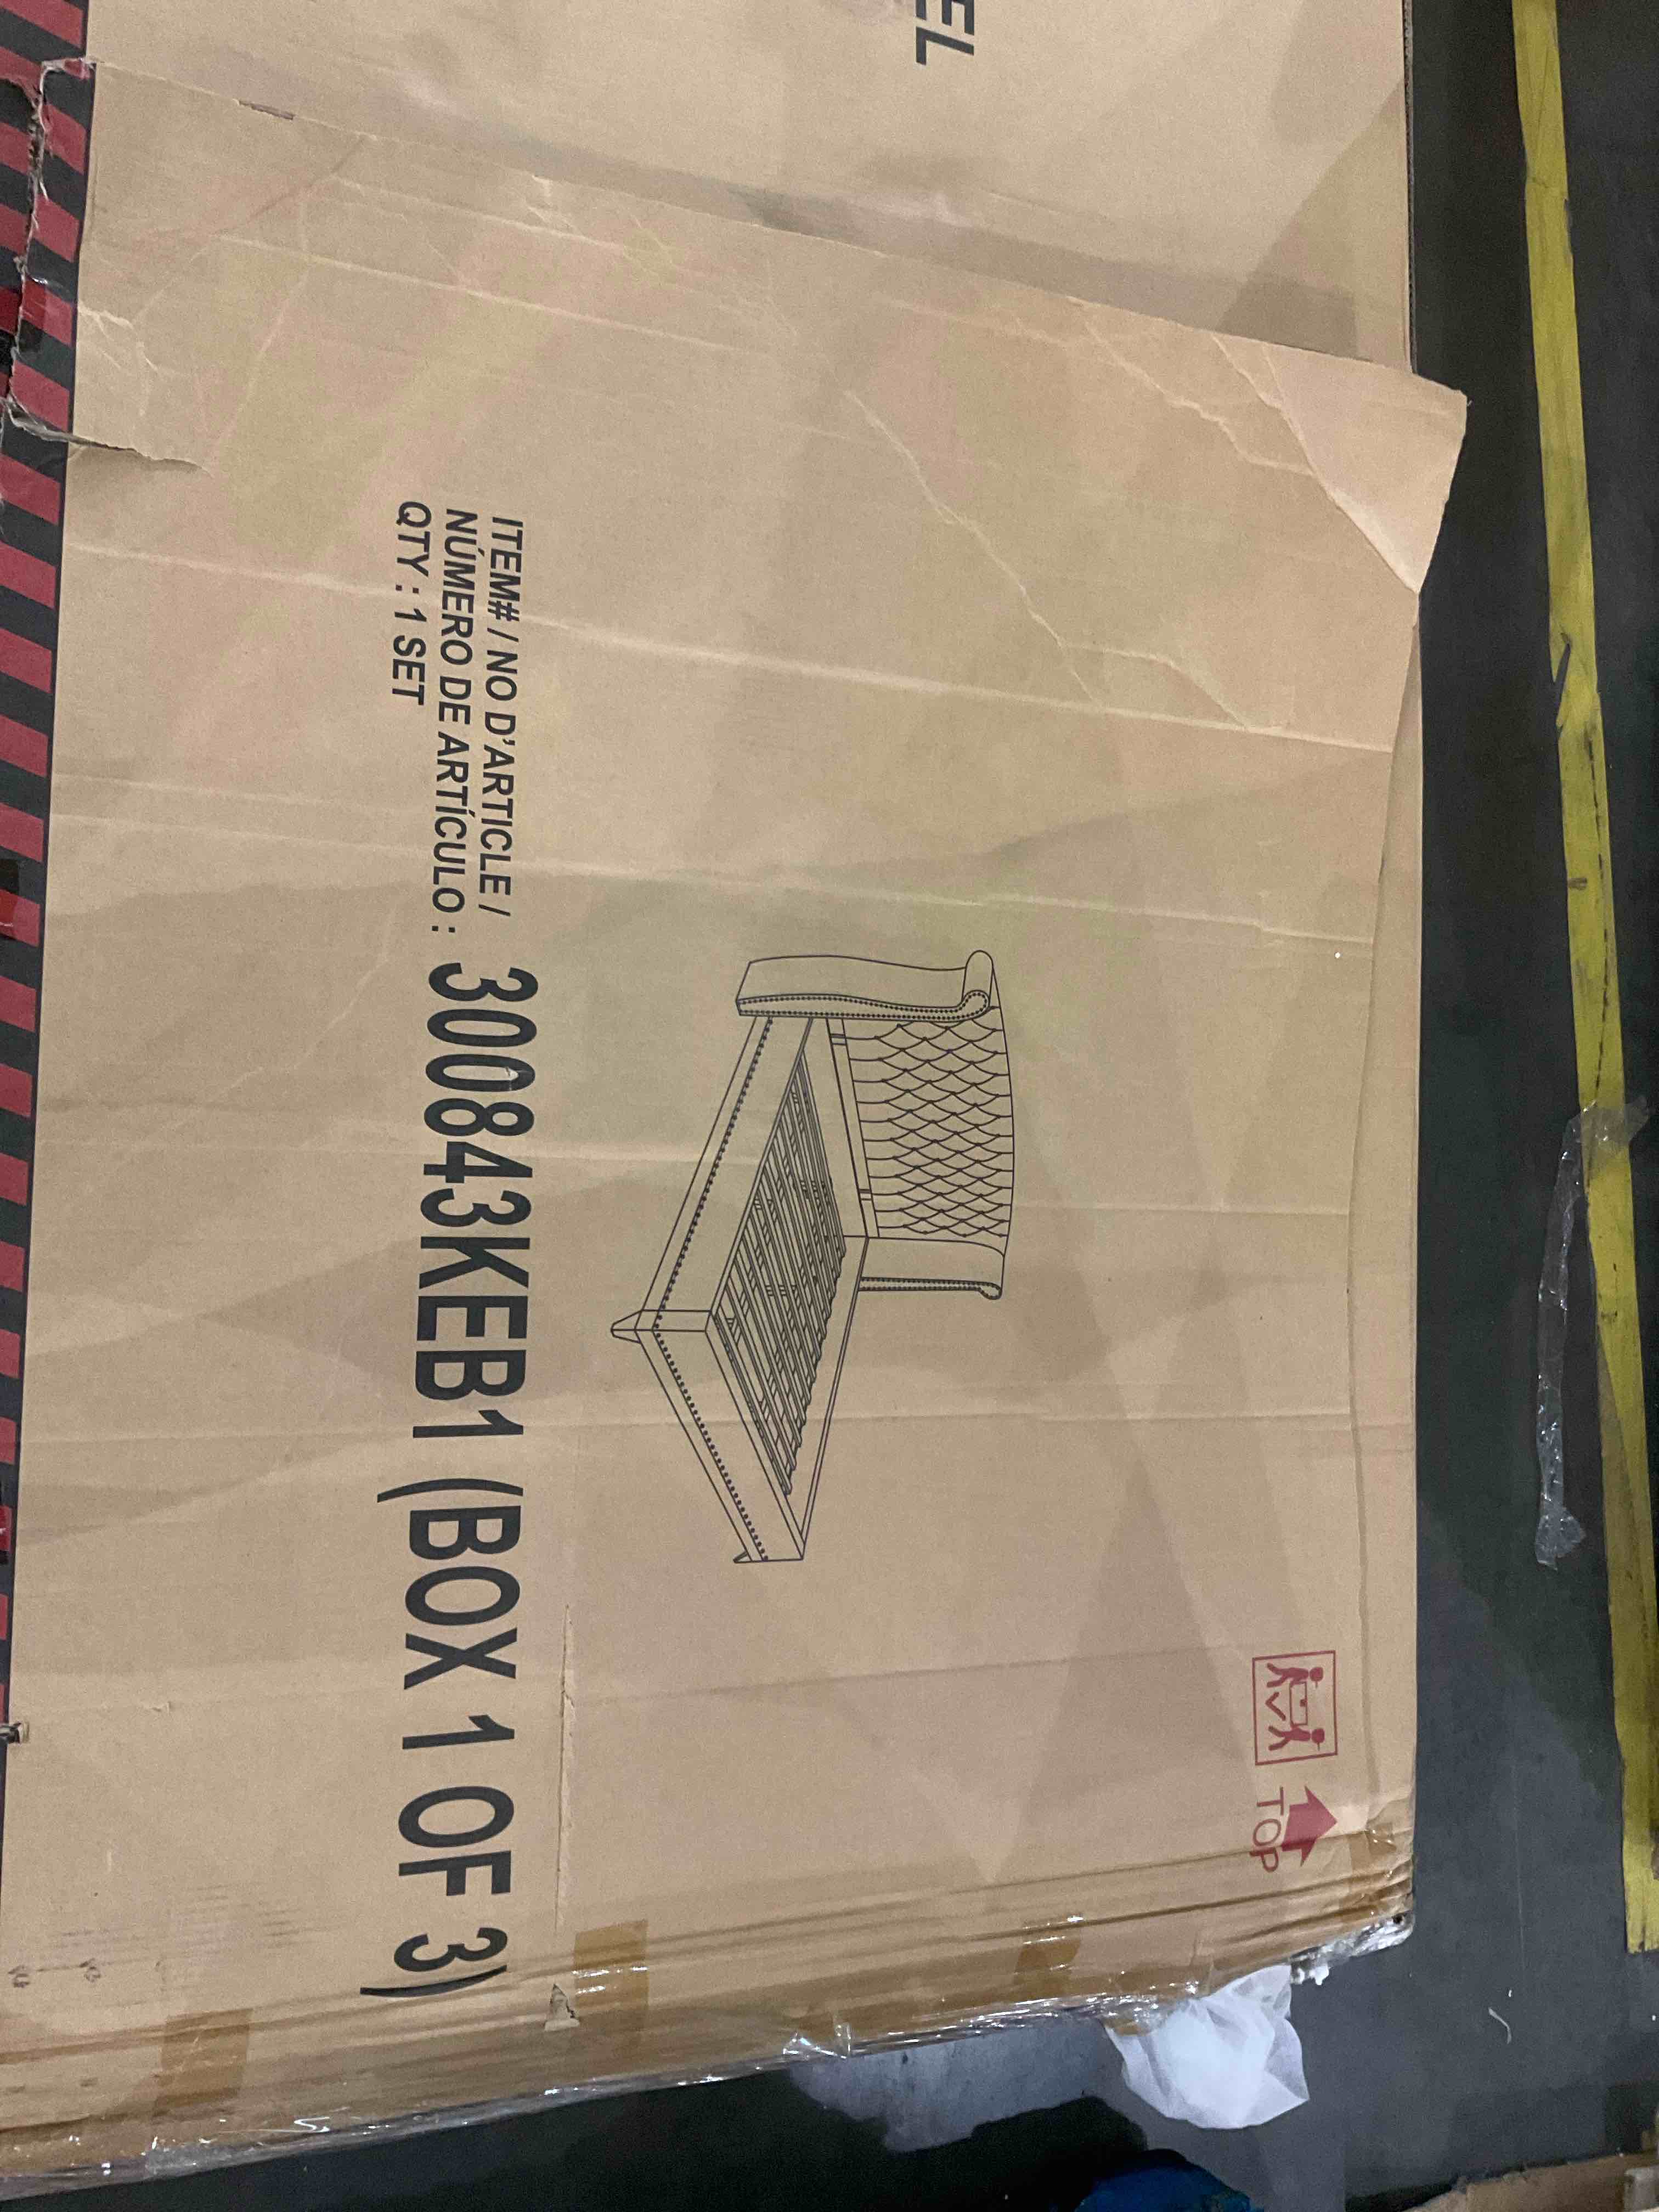 TOP
ITEM# / NO D'ARTICLE /
NÚMERO DE ARTÍCULO : 300843KEB1 (BOX 1 OF 3)
QTY : 1 SET